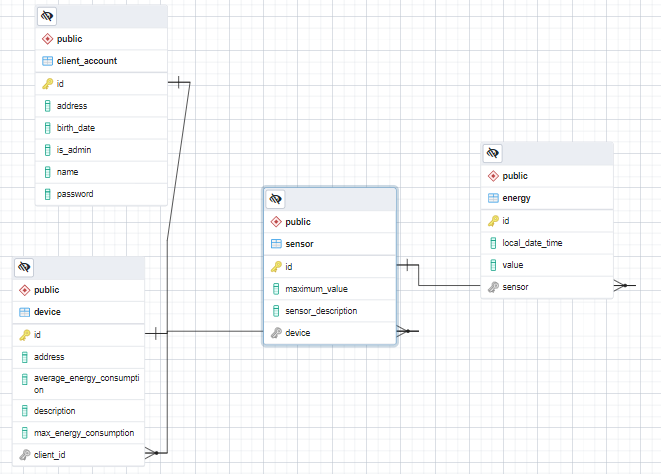 public
client_account
id
address
birth_date
is_admin
name
password
public
device
id
address
average_energy_consumpti
on
description
max_energy_consumption
client_id
public
sensor
id
maximum_value
sensor_description
device
public
energy
id
local_date_time
value
sensor